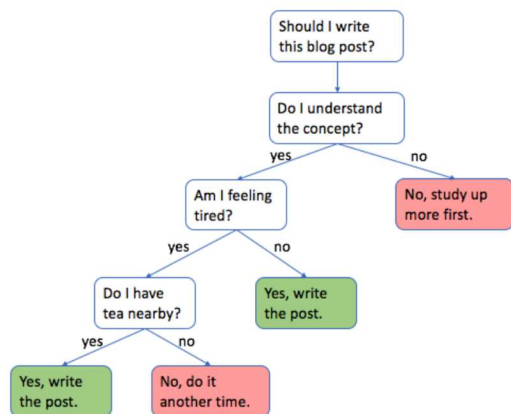 Should I write
this blog post?
Do I understand
the concept?
yes
no
Am I feeling
tired?
No, study up
more first.
yes
no
Do I have
tea nearby?
Yes, write
the post.
yes
no
Yes, write
the post.
No, do it
another time.